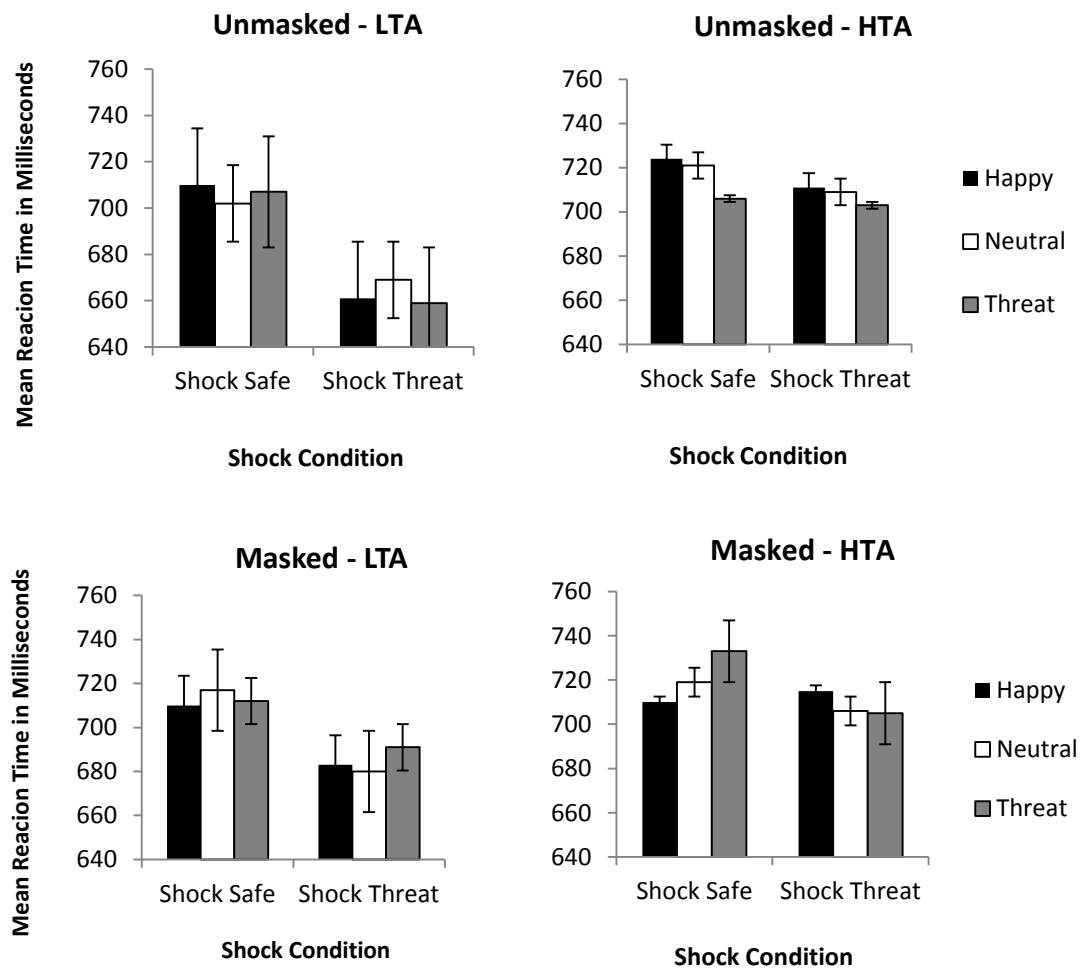 Unmasked - LTA
Unmasked - HTA
Mean Reacion Time in Milliseconds
760
740
720
700
680
660
640
Shock Safe
Shock Threat
Shock Condition
760
740
720
700
680
660
640
Shock Safe
Shock Threat
Shock Condition
Happy
Neutral
Threat
Masked - LTA
Masked - HTA
Mean Reacion Time in Milliseconds
760
740
720
700
680
660
640
Shock Safe
Shock Threat
Shock Condition
760
740
720
700
680
660
640
Shock Safe
Shock Threat
Shock Condition
Happy
Neutral
Threat